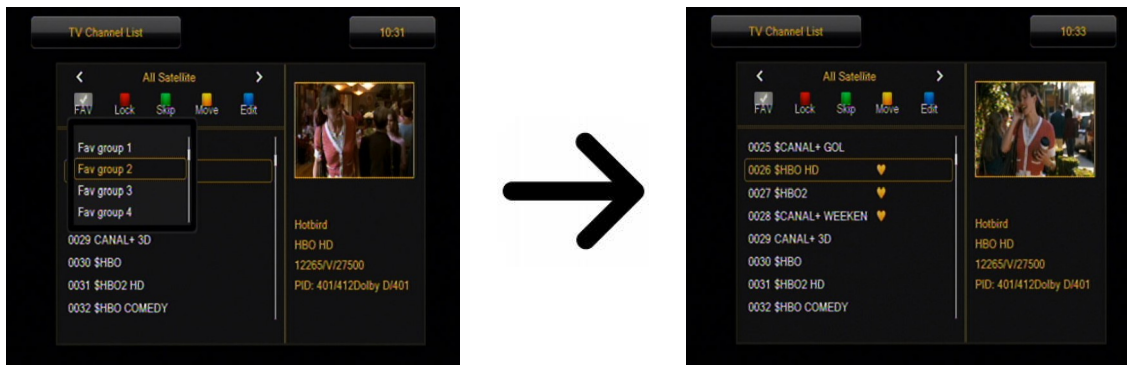 TV Channel List
10:31
< All Satellite >
FAV Lock Skip Move Edit
Fav group 1
Fav group 2
Fav group 3
Fav group 4
0029 CANAL+ 3D
0030 $HBO
0031 $HBO2 HD
0032 $HBO COMEDY
Hotbird
HBO HD
12265/V/27500
PID: 401/412Dolby D/401
TV Channel List
10:33
< All Satellite >
FAV Lock Skip Move Edit
0025 $CANAL+ GOL
0026 $HBO HD
0027 $HBO2
0028 $CANAL+ WEEKEN
0029 CANAL+ 3D
0030 $HBO
0031 $HBO2 HD
0032 $HBO COMEDY
Hotbird
HBO HD
12265/V/27500
PID: 401/412Dolby D/401